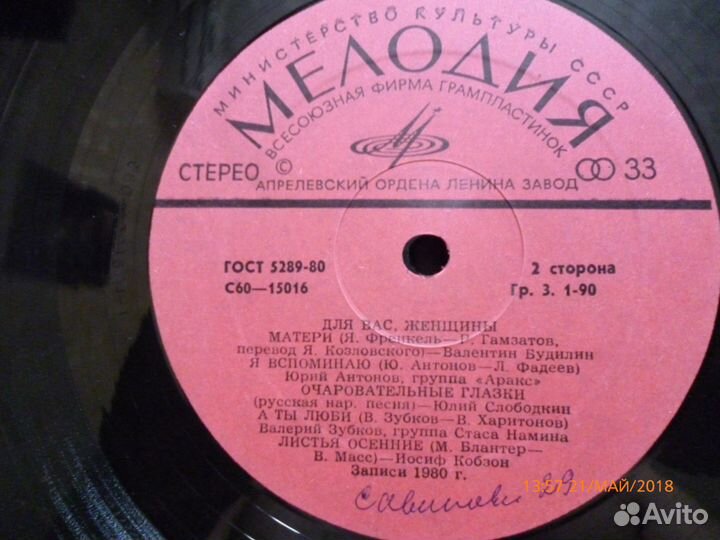 МИНИСТЕРСТВО КУЛЬТУРЫ СССР
МЕЛОДИЯ
ВСЕСОЮЗНАЯ ФИРМА ГРАМПЛАСТИНОК
СТЕРЕО © 33
АПРЕЛЕВСКИЙ ОРДЕНА ЛЕНИНА ЗАВОД
ГОСТ 5289-80 2 сторона
С60—15016 Гр. 3. 1-90
ДЛЯ ВАС, ЖЕНЩИНЫ
МАТЕРИ (Я. Френкель—Р. Гамзатов,
перевод Я. Козловского)—Валентин Будилин
Я ВСПОМИНАЮ (Ю. Антонов—Л. Фадеев)
Юрий Антонов, группа «Аракс»
ОЧАРОВАТЕЛЬНЫЕ ГЛАЗКИ
(русская нар. песня)—Юлий Слободкин
А ТЫ ЛЮБИ (В. Зубков—В. Харитонов)
Валерий Зубков, группа Стаса Намина
ЛИСТЬЯ ОСЕННИЕ (М. Блантер—
В. Масс)—Иосиф Кобзон
Записи 1980 г.
13:57 21/МАЙ/2018
Avito